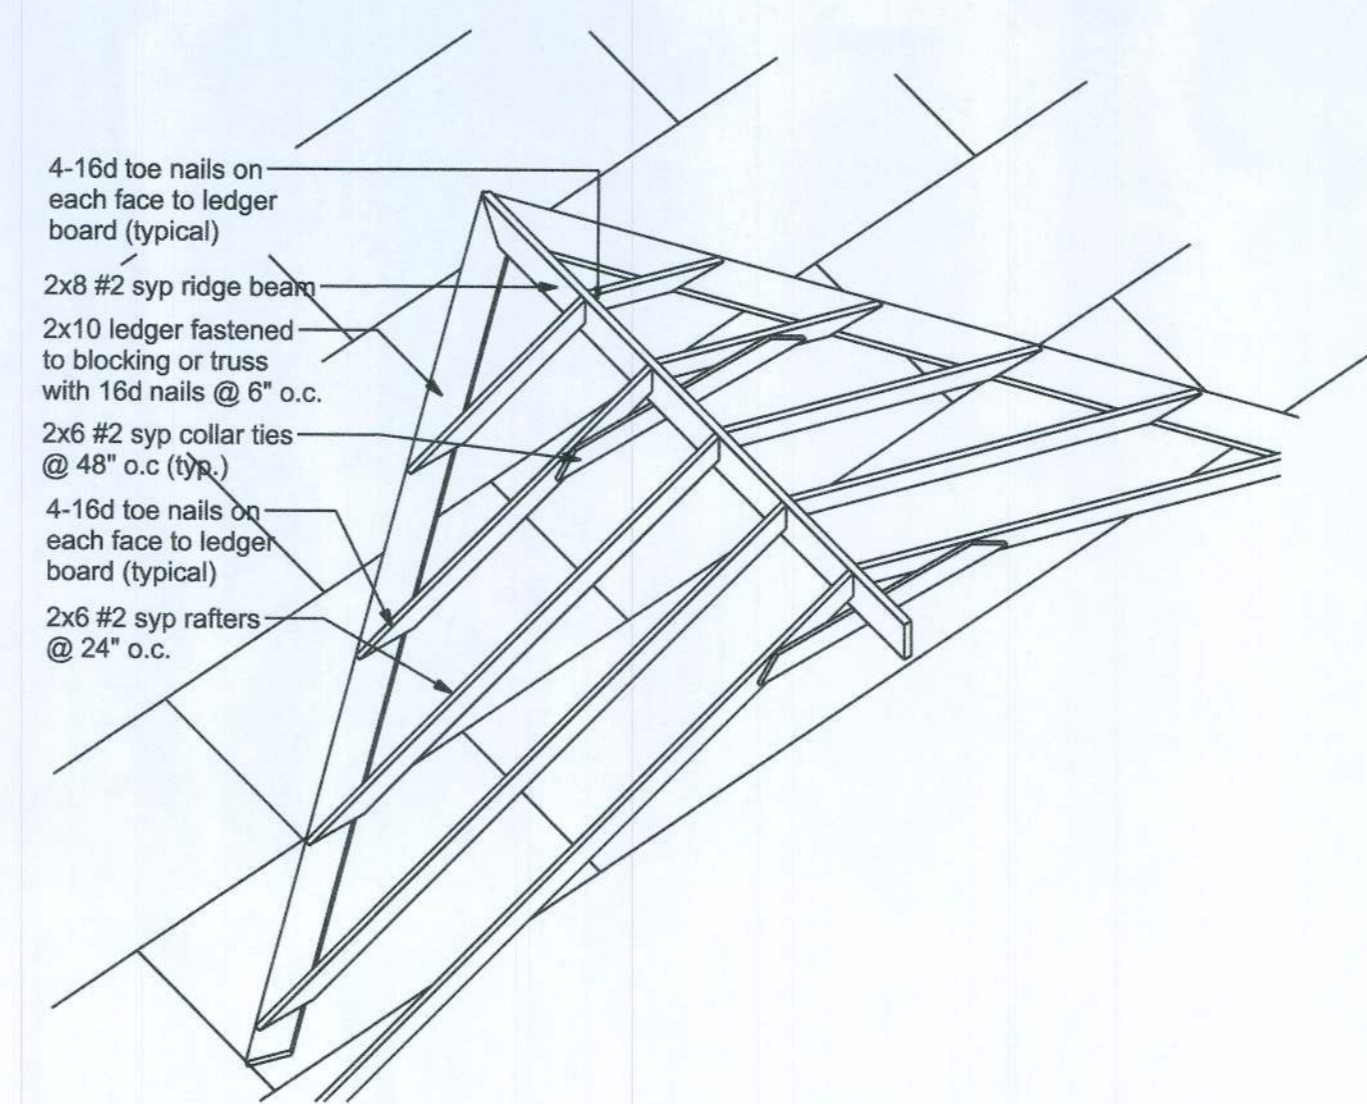 4-16d toe nails on
each face to ledger
board (typical)
2x8 #2 syp ridge beam
2x10 ledger fastened
to blocking or truss
with 16d nails @ 6" o.c.
2x6 #2 syp collar ties
@ 48" o.c (typ.)
4-16d toe nails on
each face to ledger
board (typical)
2x6 #2 syp rafters
@ 24" o.c.